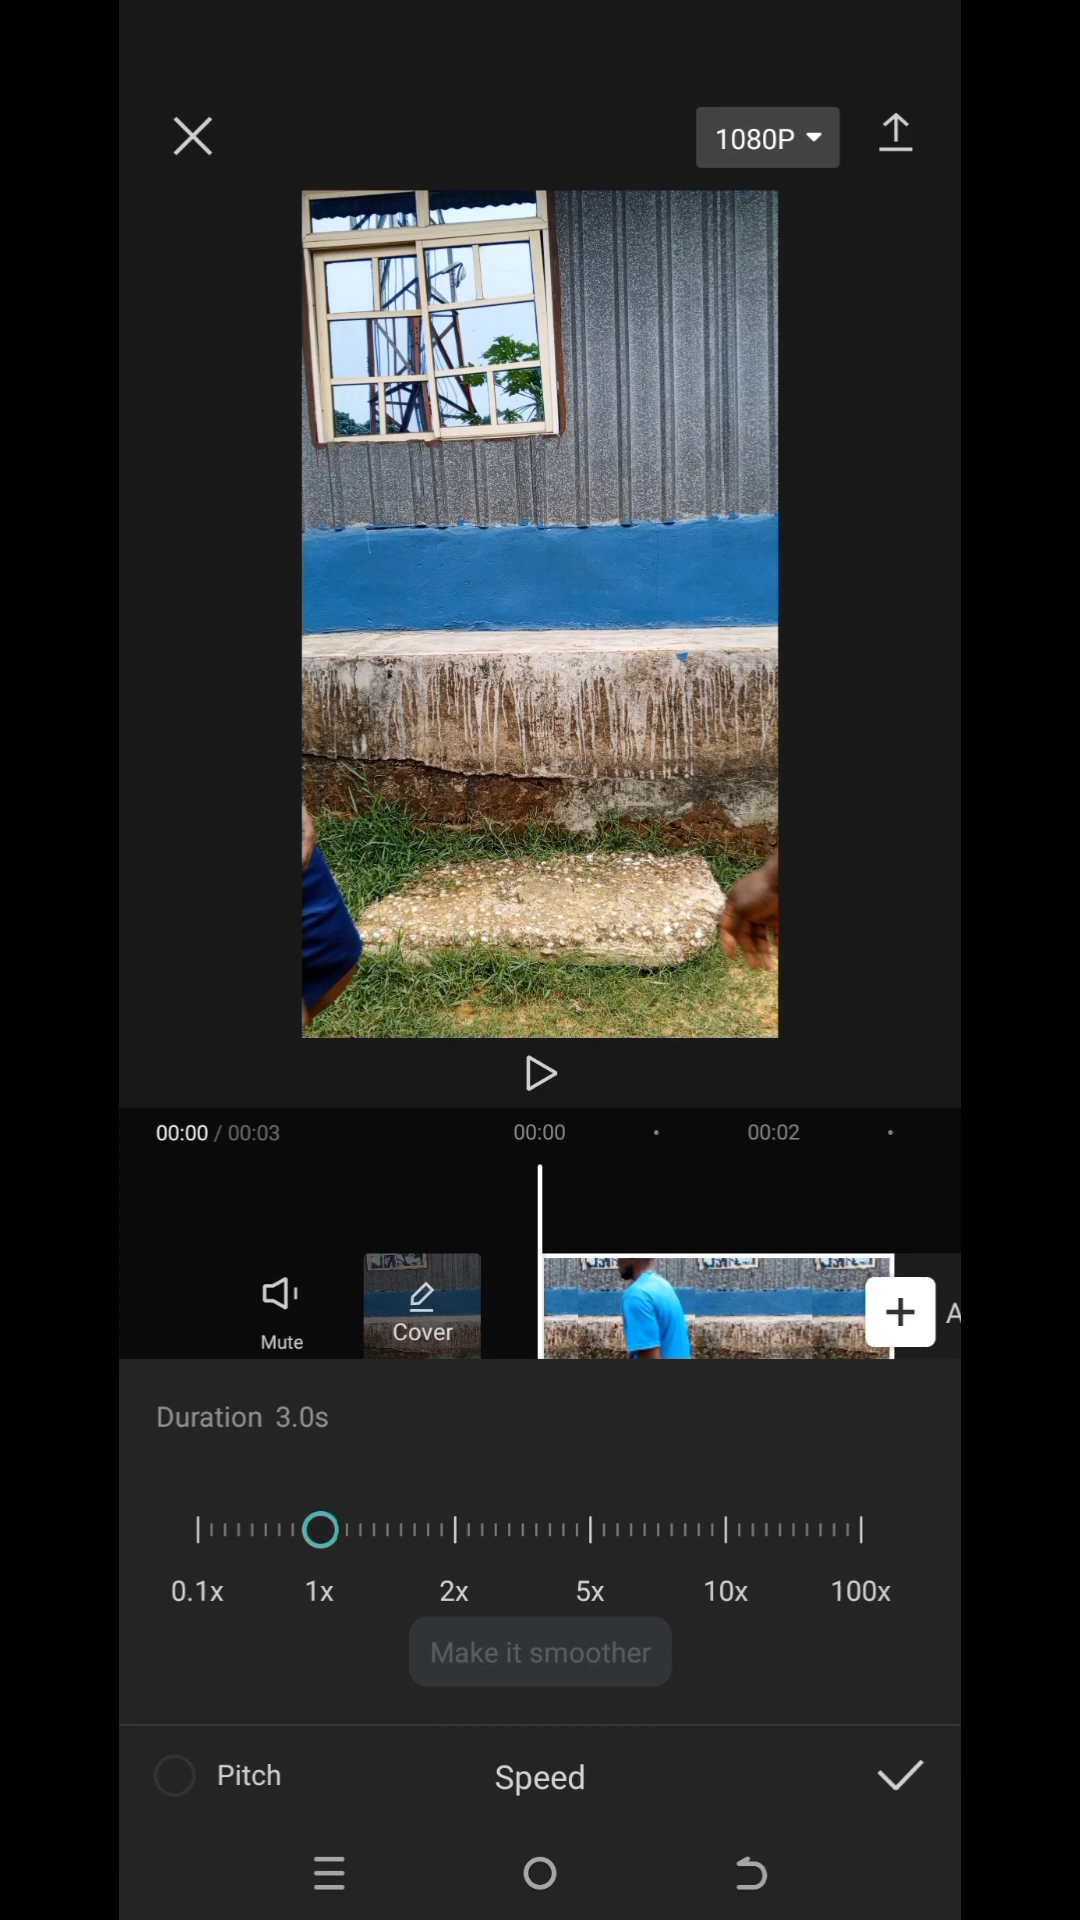 1080P
00:00 / 00:03
00:00
00:02
Mute
Cover
A
Duration 3.0s
0.1x 1x 2x 5x 10x 100x
Make it smoother
Pitch
Speed